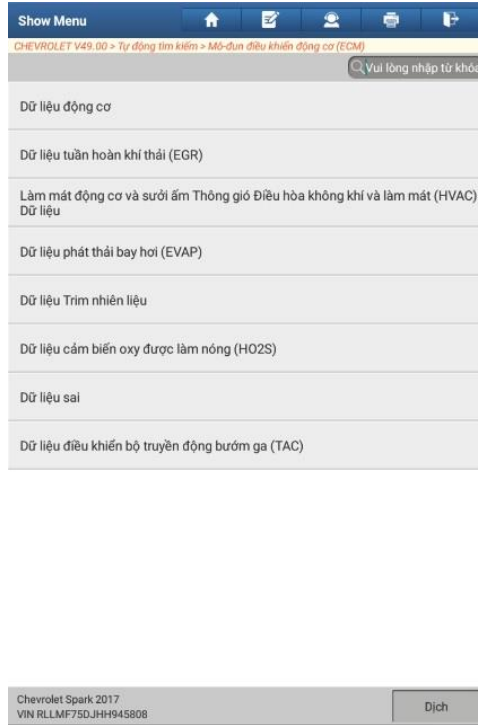 Show Menu
CHEVROLET V49.00 > Tự động tìm kiếm > Mô-đun điều khiển động cơ (ECM)
Vui lòng nhập từ khóa
Dữ liệu động cơ
Dữ liệu tuần hoàn khí thải (EGR)
Làm mát động cơ và sưởi ấm Thông gió Điều hòa không khí và làm mát (HVAC)
Dữ liệu
Dữ liệu phát thải bay hơi (EVAP)
Dữ liệu Trim nhiên liệu
Dữ liệu cảm biến oxy được làm nóng (HO2S)
Dữ liệu sai
Dữ liệu điều khiển bộ truyền động bướm ga (TAC)
Chevrolet Spark 2017
VIN RLLMF75DJHH945808
Dịch